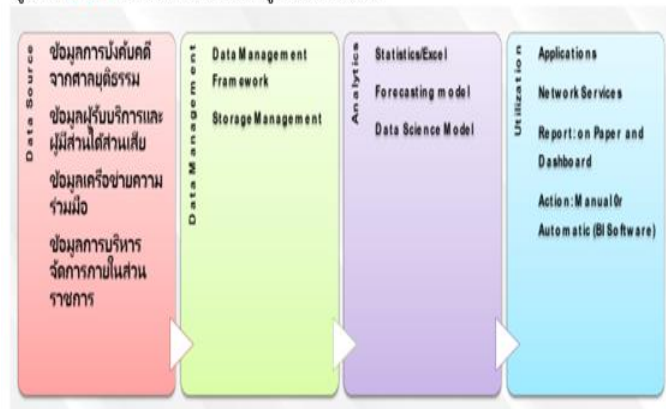 Data Source
ข้อมูลการบังคับคดี
จากศาลยุติธรรม
ข้อมูลผู้รับบริการและ
ผู้มีส่วนได้ส่วนเสีย
ข้อมูลเครือข่ายความ
ร่วมมือ
ข้อมูลการบริหาร
จัดการภายในส่วน
ราชการ
Data Management
Data Management
Framework
Storage Management
Analytics
Statistics/Excel
Forecasting model
Data Science Model
Utilization
Applications
Network Services
Report: on Paper and
Dashboard
Action: Manual 0r
Automatic (BI Software)